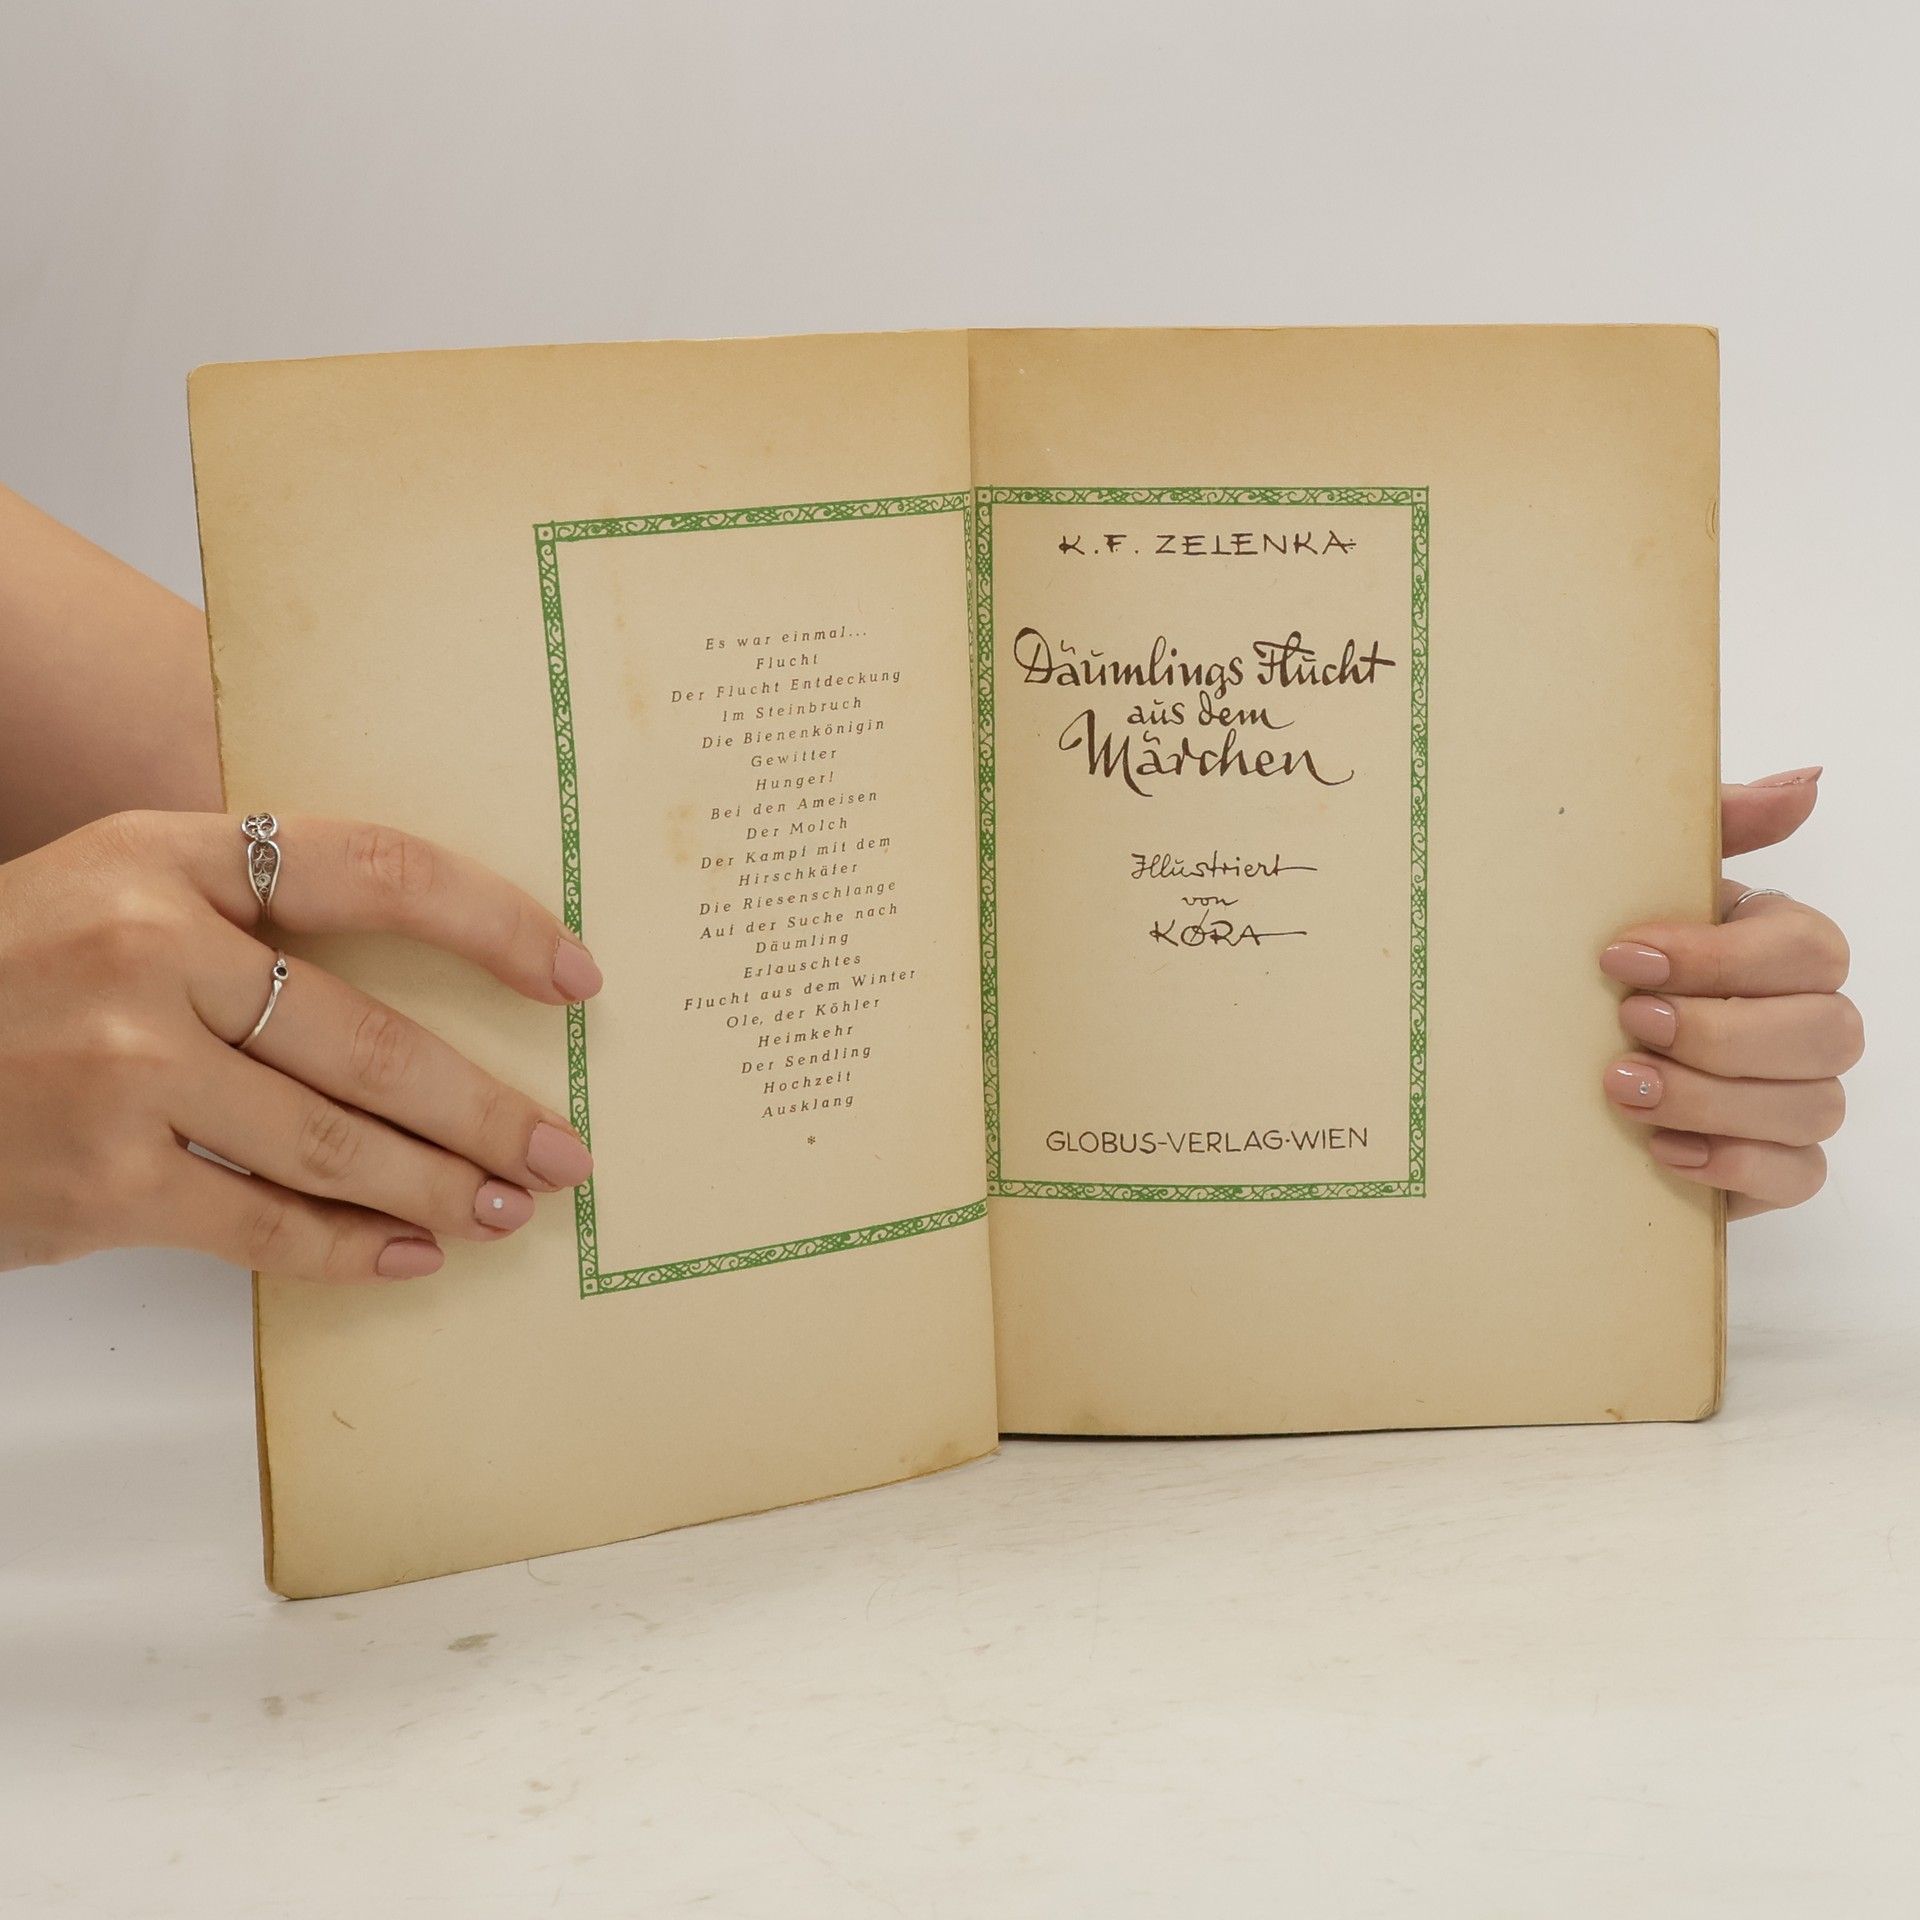 Es war einmal...
Flucht
Der Flucht Entdeckung
Im Steinbruch
Die Bienenkönigin
Gewitter
Hunger!
Bei den Ameisen
Der Molch
Der Kampf mit dem
Hirschkäfer
Die Riesenschlange
Auf der Suche nach
Däumling
Erlauschtes
Flucht aus dem Winter
Ole, der Köhler
Heimkehr
Der Sendling
Hochzeit
Ausklang
*
K. F. ZELENKA
Däumlings Flucht
aus dem
Märchen
Illustriert
von
KORA
GLOBUS-VERLAG·WIEN